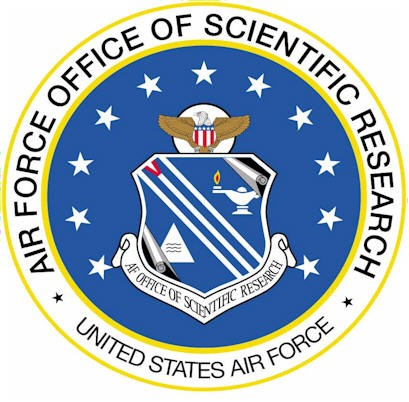 AIR FORCE OFFICE OF SCIENTIFIC RESEARCH
AF OFFICE OF SCIENTIFIC RESEARCH
UNITED STATES AIR FORCE